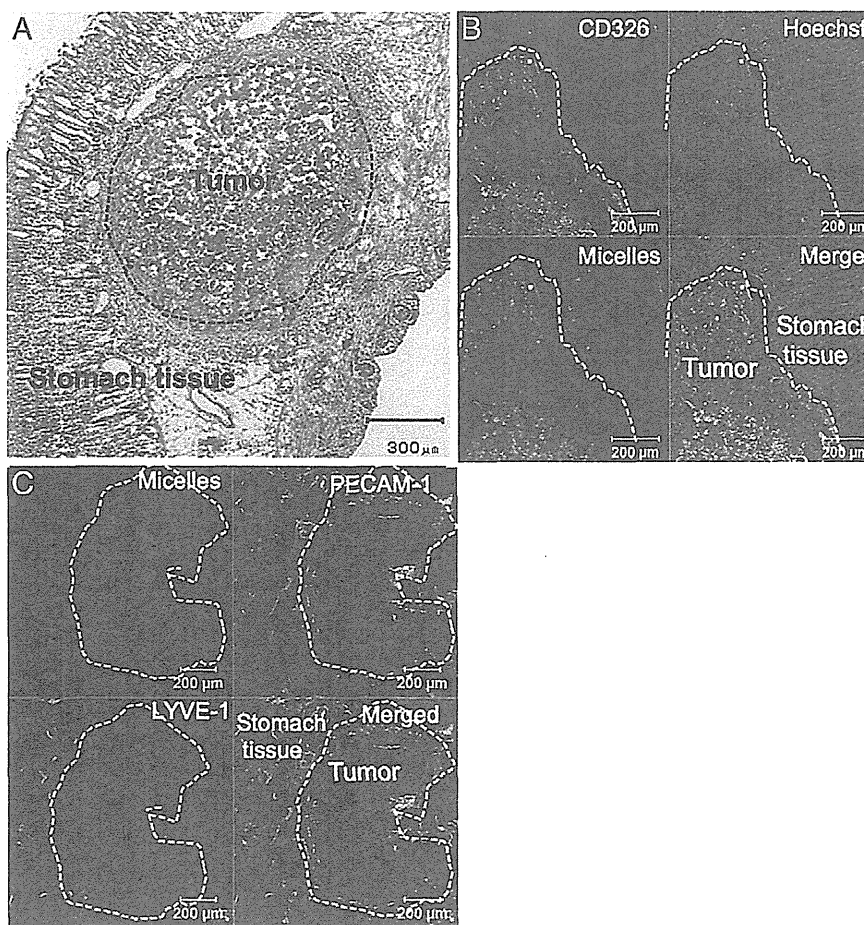 A
Tumor
Stomach tissue
300 μm
B
CD326
Hoechst
200 μm
200 μm
Micelles
Merged
Stomach
tissue
Tumor
200 μm
200 μm
C
Micelles
PECAM-1
200 μm
200 μm
LYVE-1
Stomach
tissue
Merged
Tumor
200 μm
200 μm